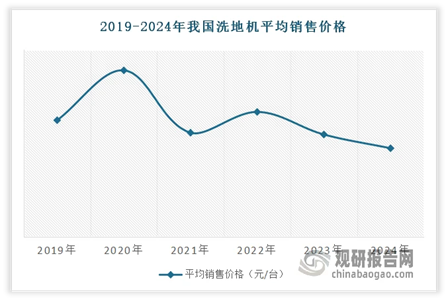 2019-2024年我国洗地机平均销售价格
2019年 2020年 2021年 2022年 2023年 2024年
平均销售价格（元/台）
观研报告网
chinabaogao.com